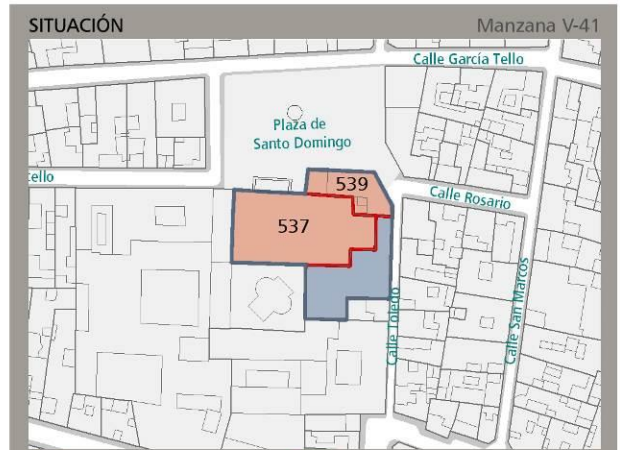 SITUACIÓN
Manzana V-41
Calle García Tello
Plaza de
Santo Domingo
539
cello
Calle Rosario
537
Calle San Marcos
Calle Toledo